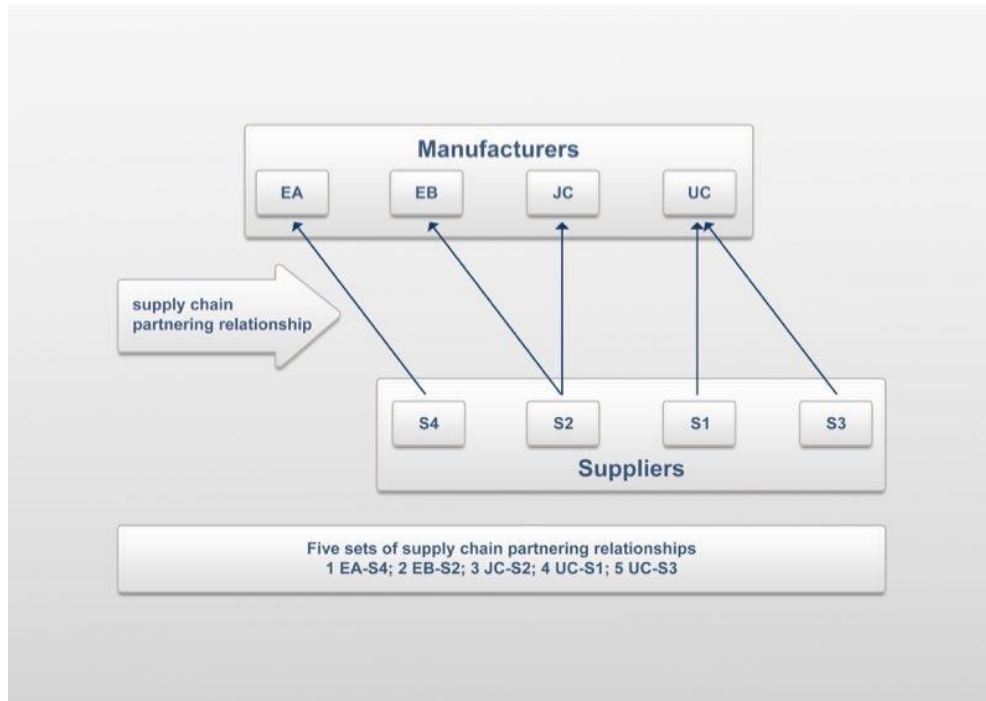 Manufacturers
EA
EB
JC
UC
supply chain
partnering relationship
S4
S2
S1
S3
Suppliers
Five sets of supply chain partnering relationships
1 EA-S4; 2 EB-S2; 3 JC-S2; 4 UC-S1; 5 UC-S3